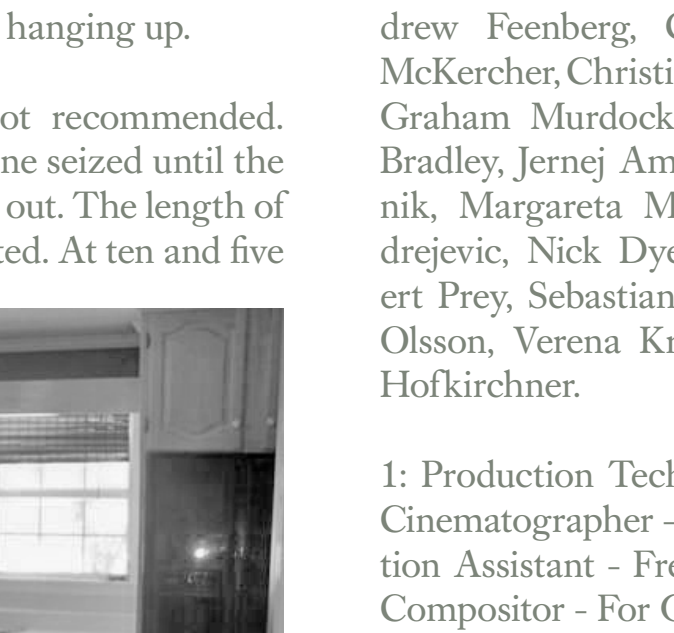 hanging up.
ot recommended.
ne seized until the
out. The length of
ted. At ten and five
drew Feenberg, C
McKercher, Christi
Graham Murdock
Bradley, Jernej Am
nik, Margareta M
drejevic, Nick Dye
ert Prey, Sebastian
Olsson, Verena Kr
Hofkirchner.
1: Production Tech
Cinematographer -
tion Assistant - Fre
Compositor - For C